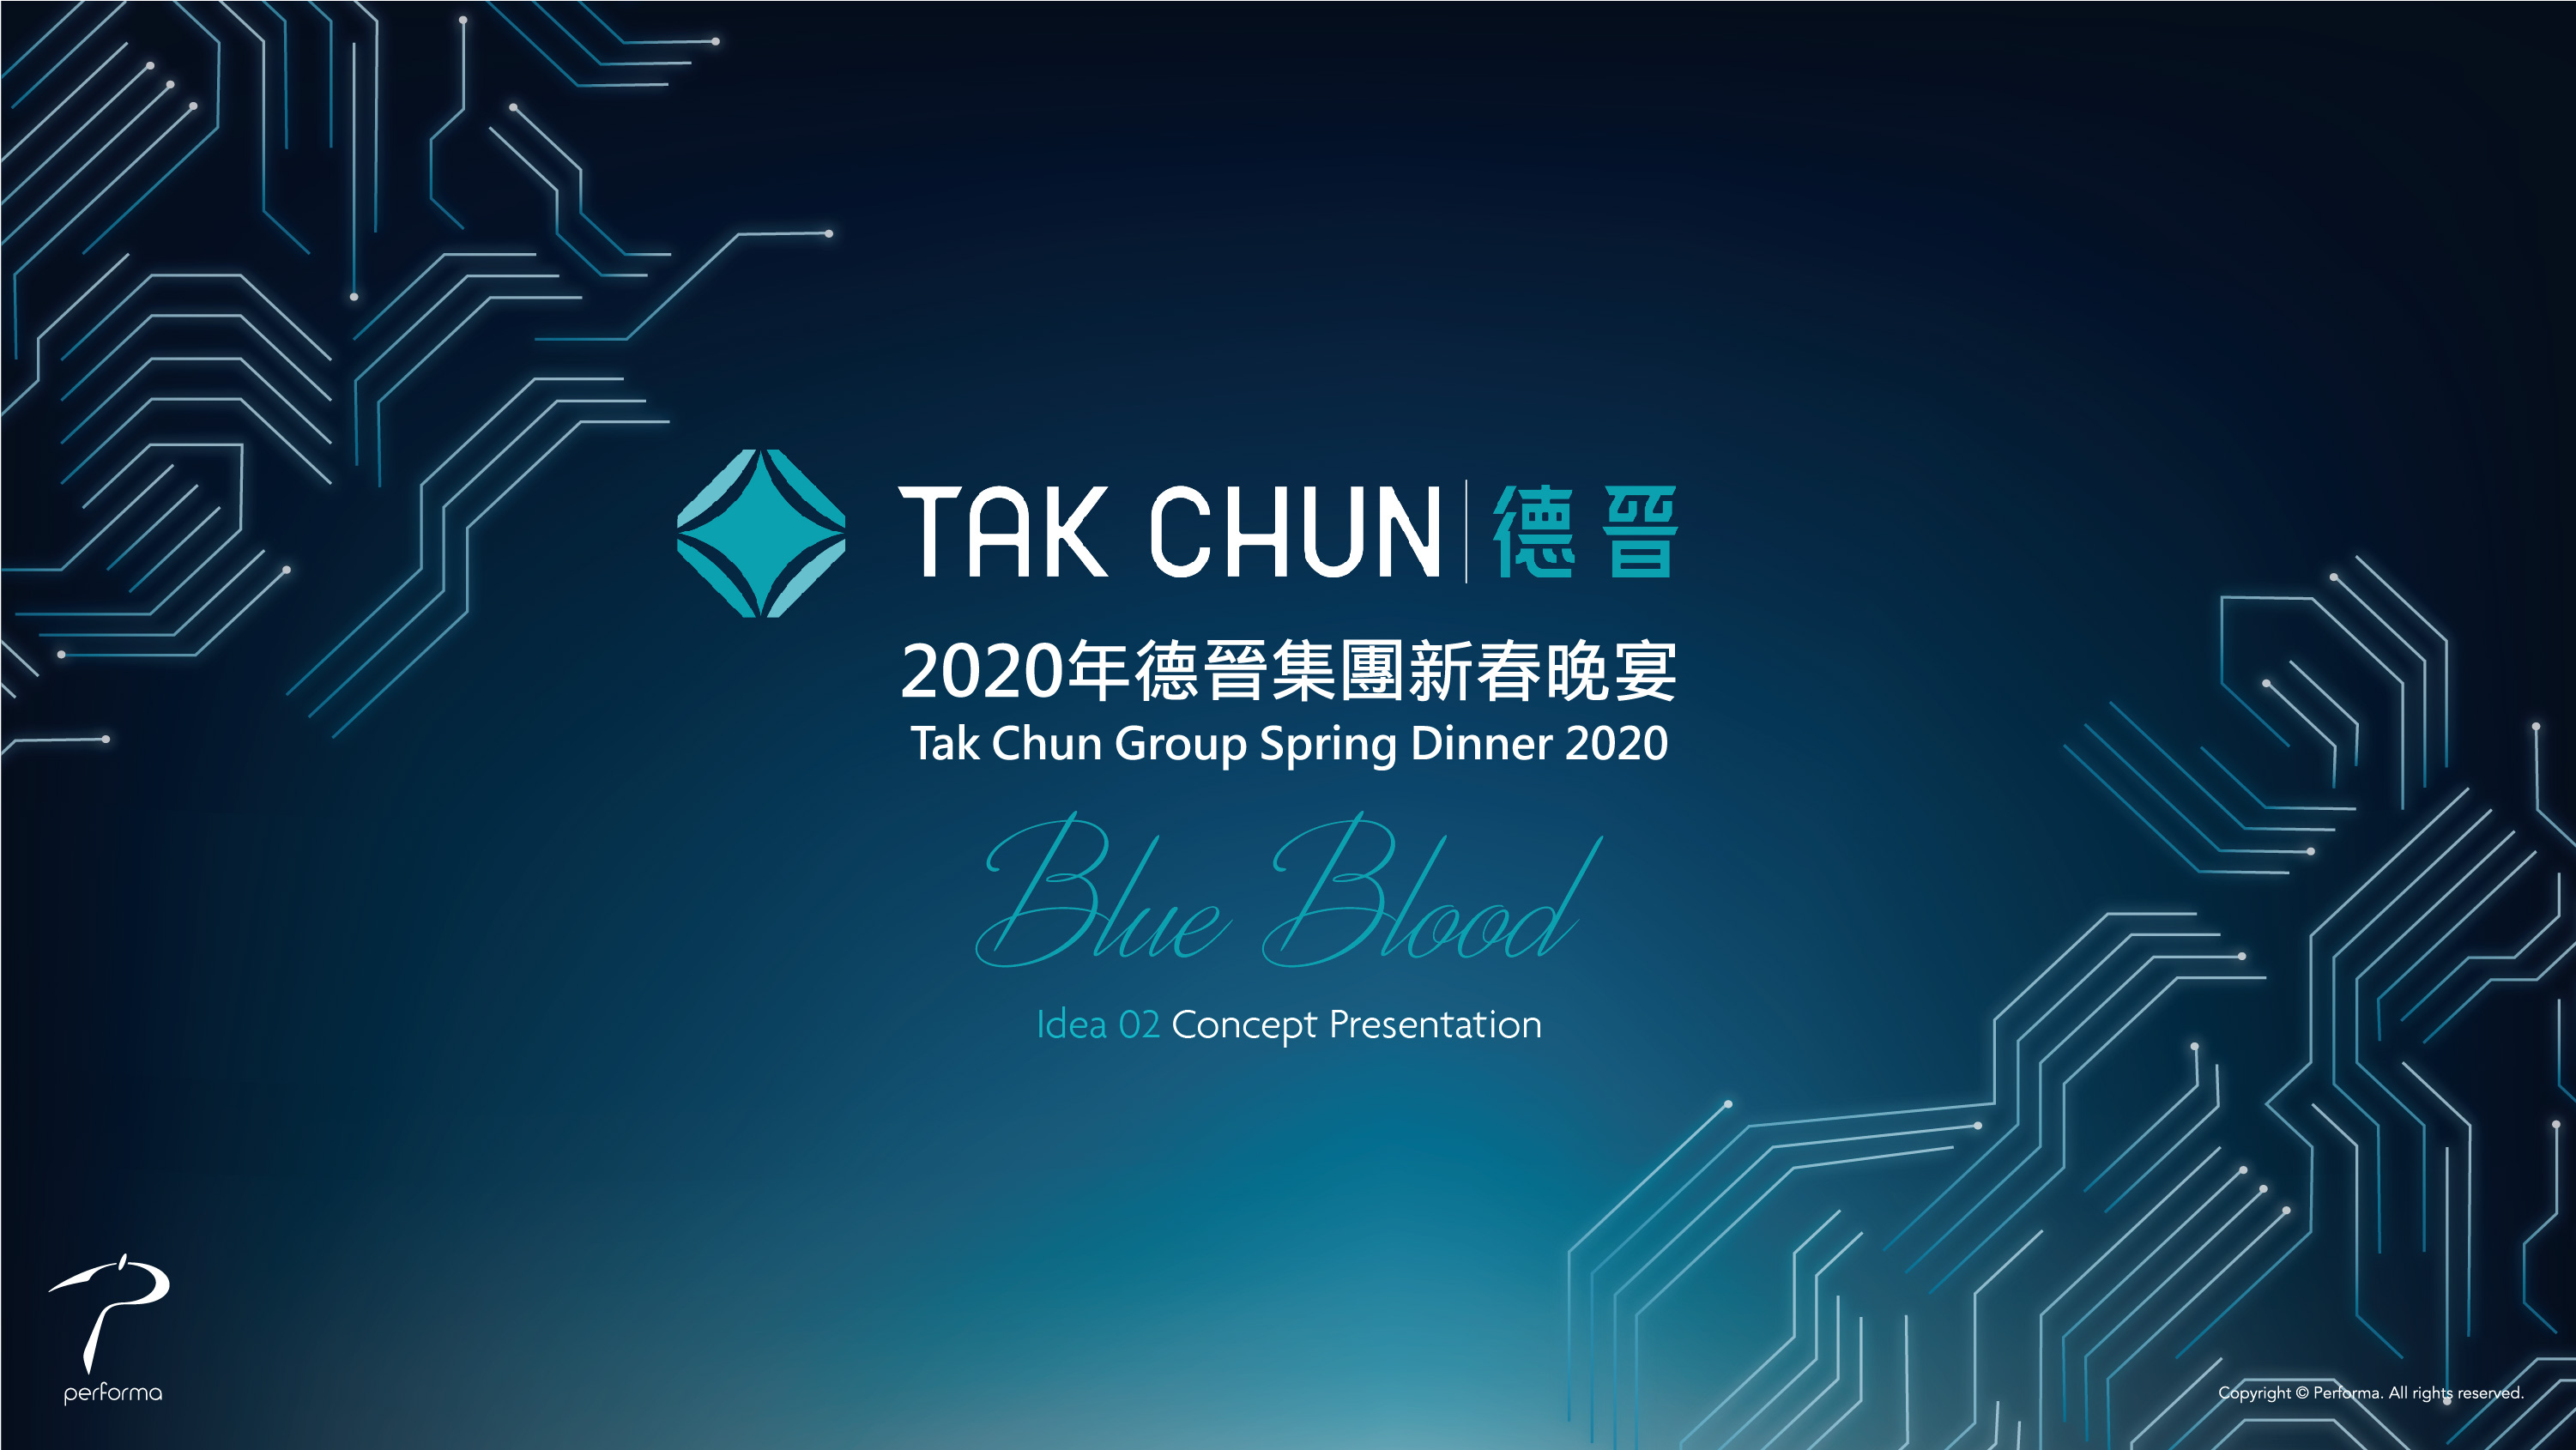 TAK CHUN 德晉
2020年德晉集團新春晚宴
Tak Chun Group Spring Dinner 2020
Blue Blood
Idea 02 Concept Presentation
performa
Copyright © Performa. All rights reserved.